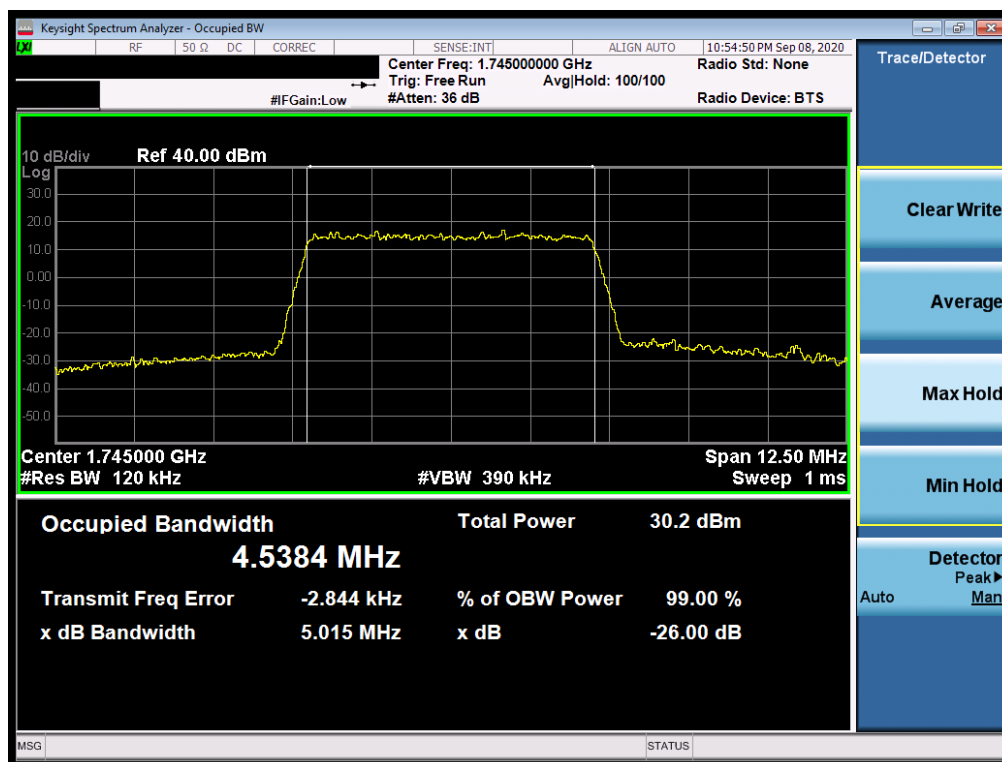 Keysight Spectrum Analyzer - Occupied BW
LXI RF 50 Ω DC CORREC SENSE:INT ALIGN AUTO 10:54:50 PM Sep 08, 2020
Center Freq: 1.745000000 GHz Radio Std: None
Trig: Free Run Avg|Hold: 100/100
#IFGain:Low #Atten: 36 dB Radio Device: BTS
10 dB/div Ref 40.00 dBm
Log
30.0
20.0
10.0
0.00
-10.0
-20.0
-30.0
-40.0
-50.0
Center 1.745000 GHz Span 12.50 MHz
#Res BW 120 kHz #VBW 390 kHz Sweep 1 ms
Occupied Bandwidth Total Power 30.2 dBm
4.5384 MHz
Transmit Freq Error -2.844 kHz % of OBW Power 99.00 %
x dB Bandwidth 5.015 MHz x dB -26.00 dB
MSG STATUS
Trace/Detector
Clear Write
Average
Max Hold
Min Hold
Detector
Peak▶
Auto Man